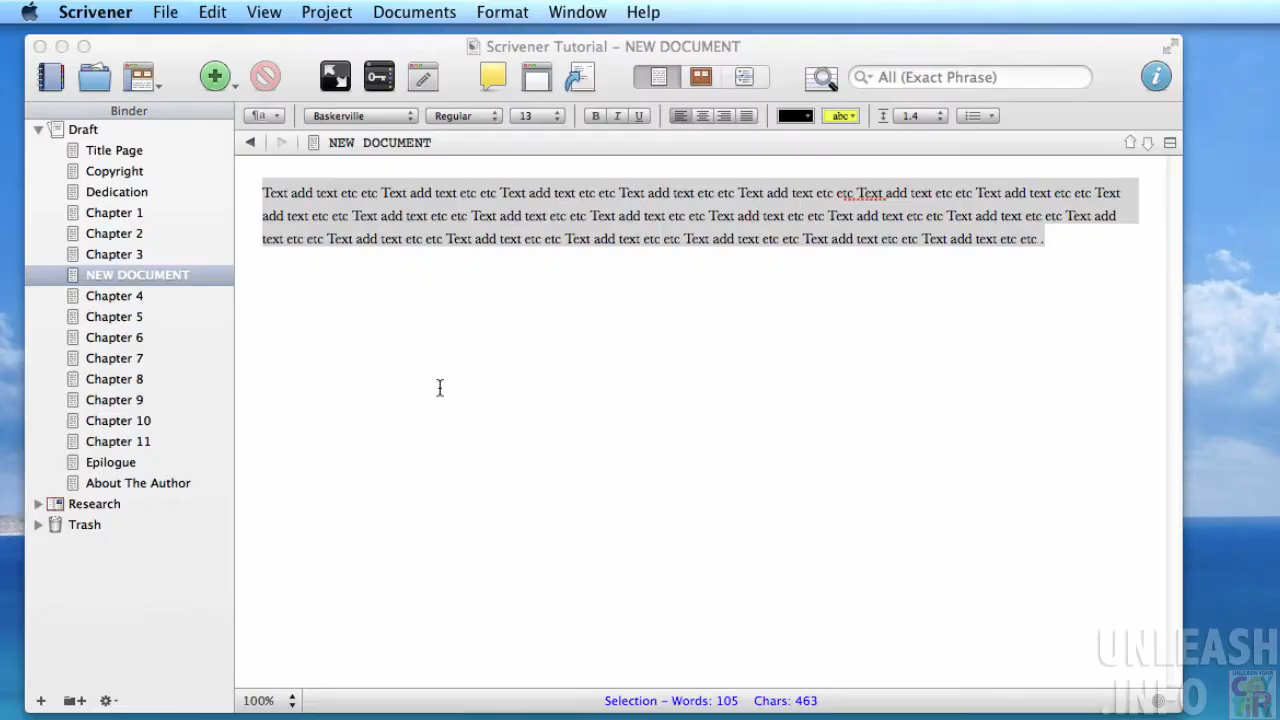 Scrivener File Edit View Project Documents Format Window Help
Scrivener Tutorial – NEW DOCUMENT
All (Exact Phrase)
Binder
¶a Baskerville Regular 13 B I U abc 1.4
Draft
NEW DOCUMENT
Title Page
Copyright
Dedication
Chapter 1
Chapter 2
Chapter 3
NEW DOCUMENT
Chapter 4
Chapter 5
Chapter 6
Chapter 7
Chapter 8
Chapter 9
Chapter 10
Chapter 11
Epilogue
About The Author
Research
Trash
Text add text etc etc Text add text etc etc Text add text etc etc Text add text etc etc Text add text etc etc Text add text etc etc Text add text etc etc Text
add text etc etc Text add text etc etc Text add text etc etc Text add text etc etc Text add text etc etc Text add text etc etc Text add text etc etc Text add
text etc etc Text add text etc etc Text add text etc etc Text add text etc etc Text add text etc etc Text add text etc etc Text add text etc etc .
100%
Selection – Words: 105 Chars: 463
UNLEASH
.INFO